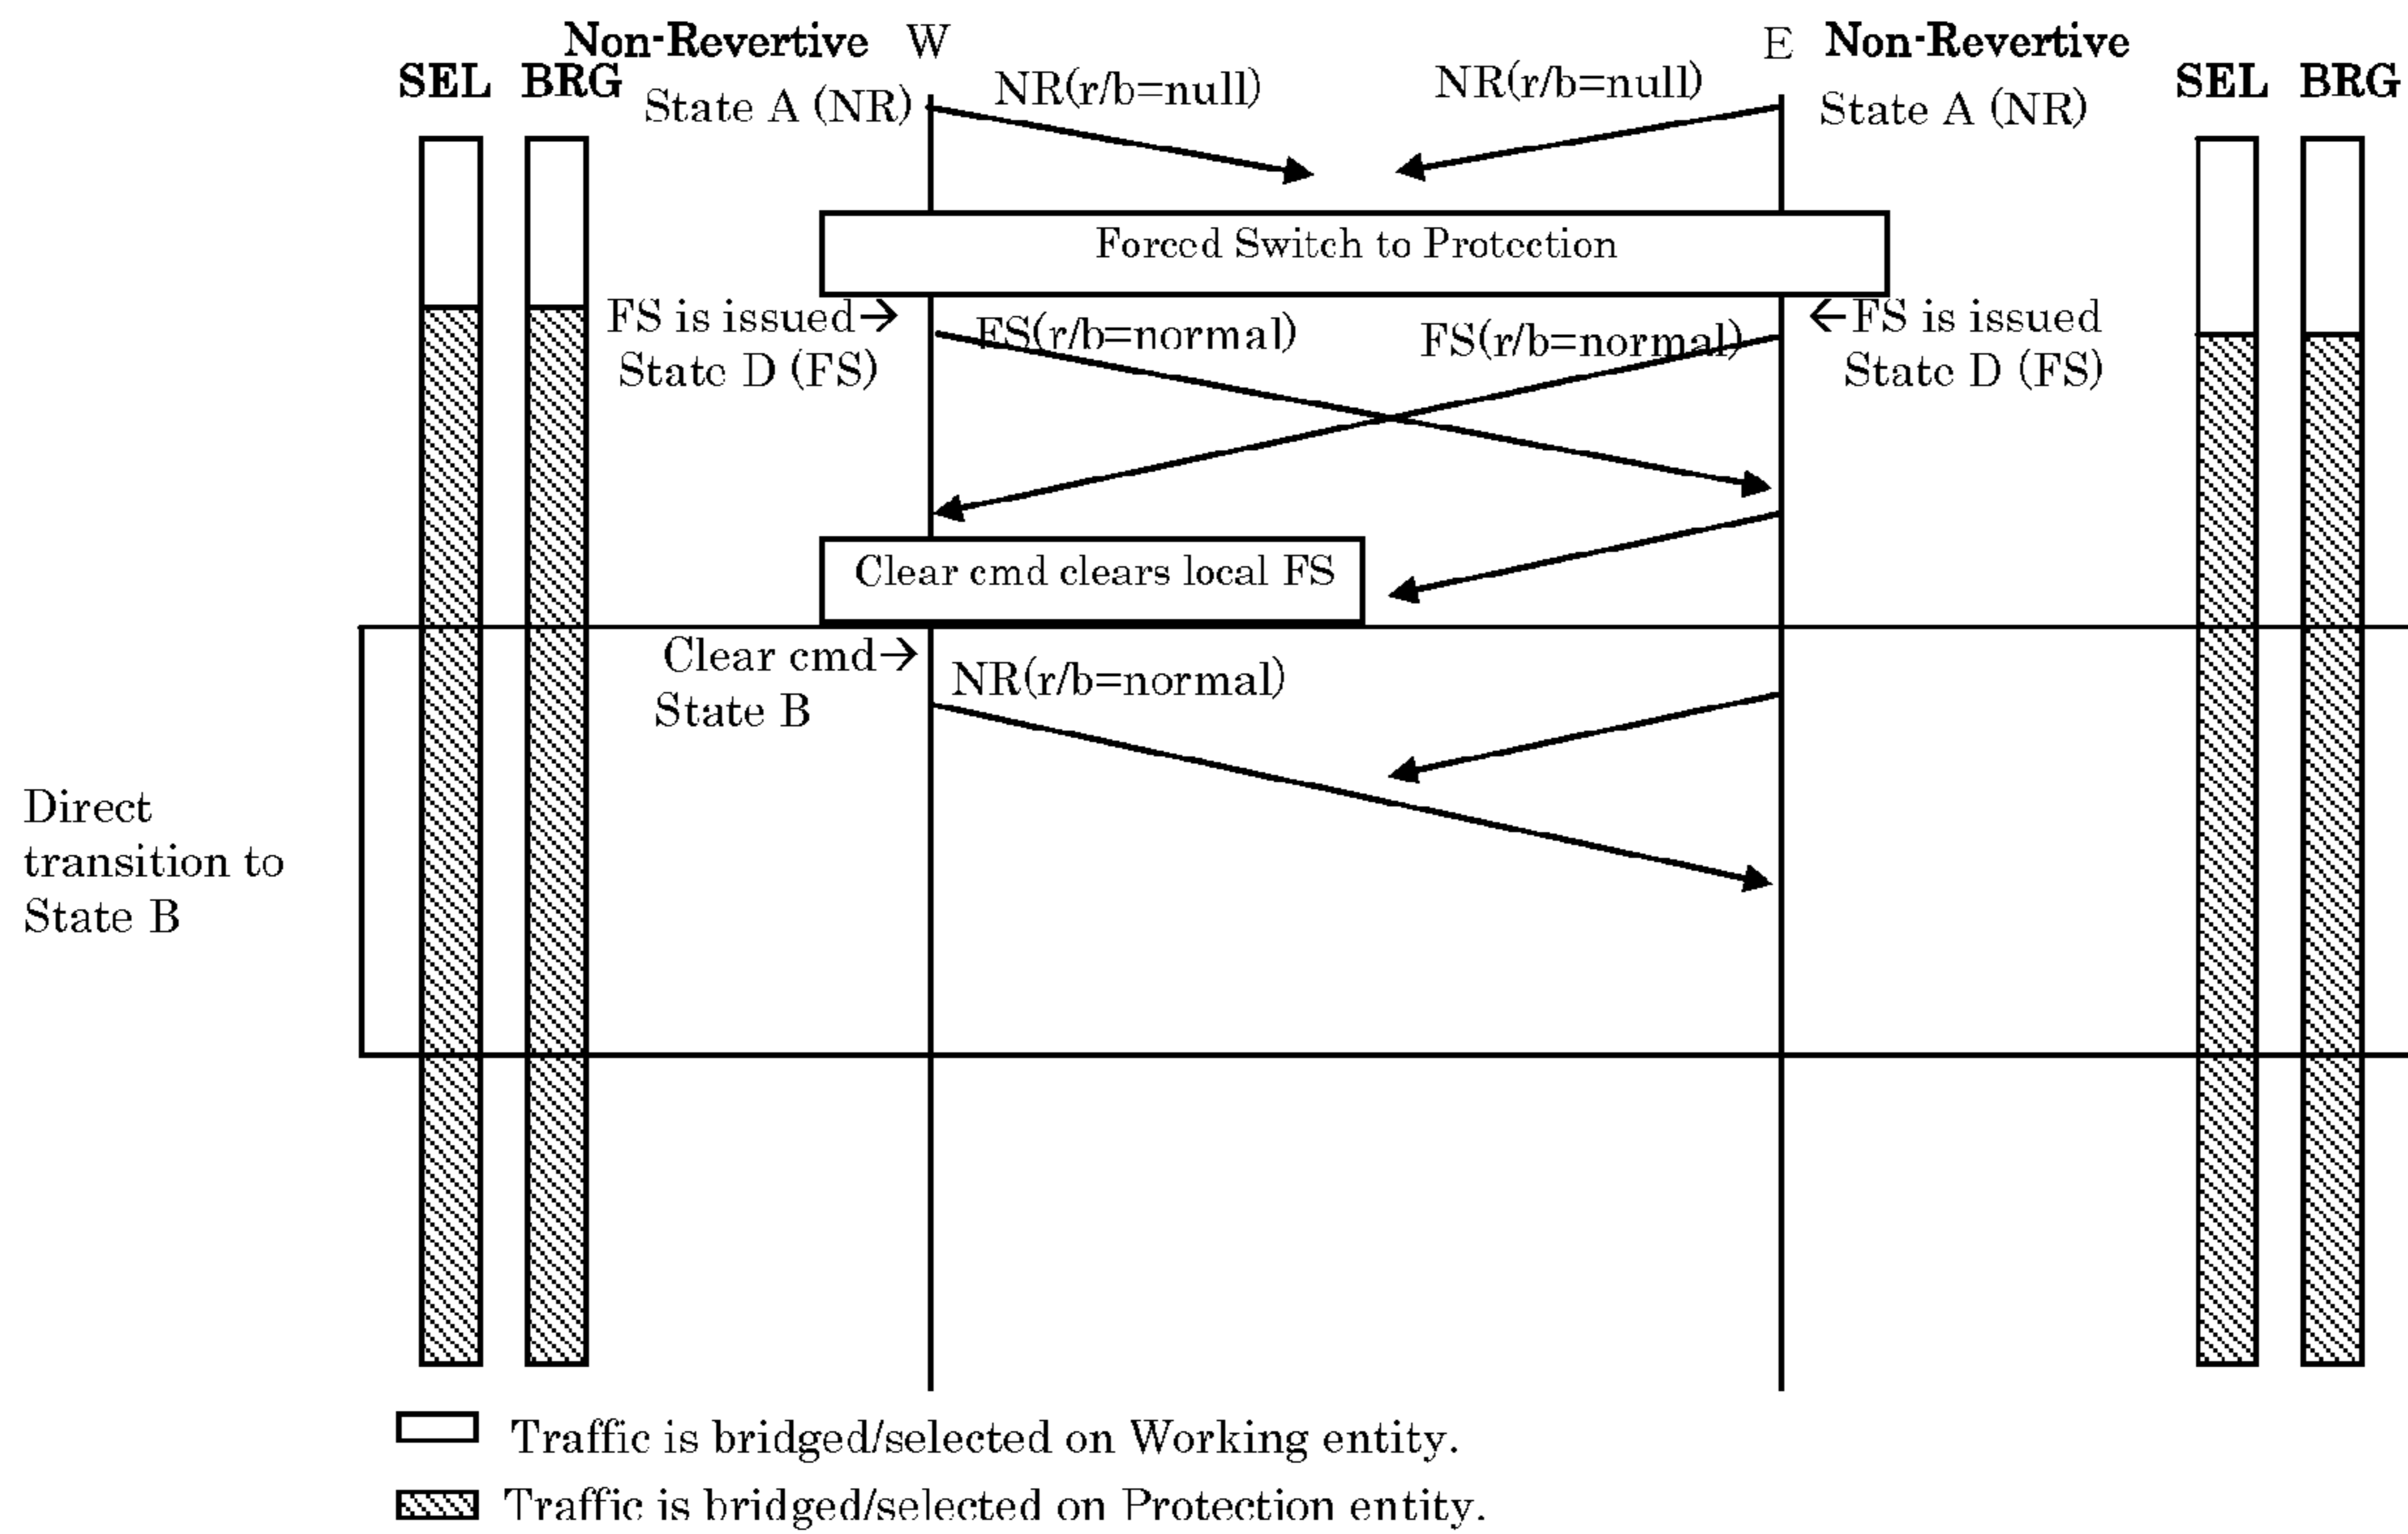 Non-Revertive W
E Non-Revertive
SEL BRG
SEL BRG
State A (NR)
NR(r/b=null)
NR(r/b=null)
State A (NR)
Forced Switch to Protection
FS is issued→
FS(r/b=normal)
FS(r/b=normal)
←FS is issued
State D (FS)
State D (FS)
Clear cmd clears local FS
Clear cmd→
NR(r/b=normal)
State B
Direct
transition to
State B
Traffic is bridged/selected on Working entity.
Traffic is bridged/selected on Protection entity.